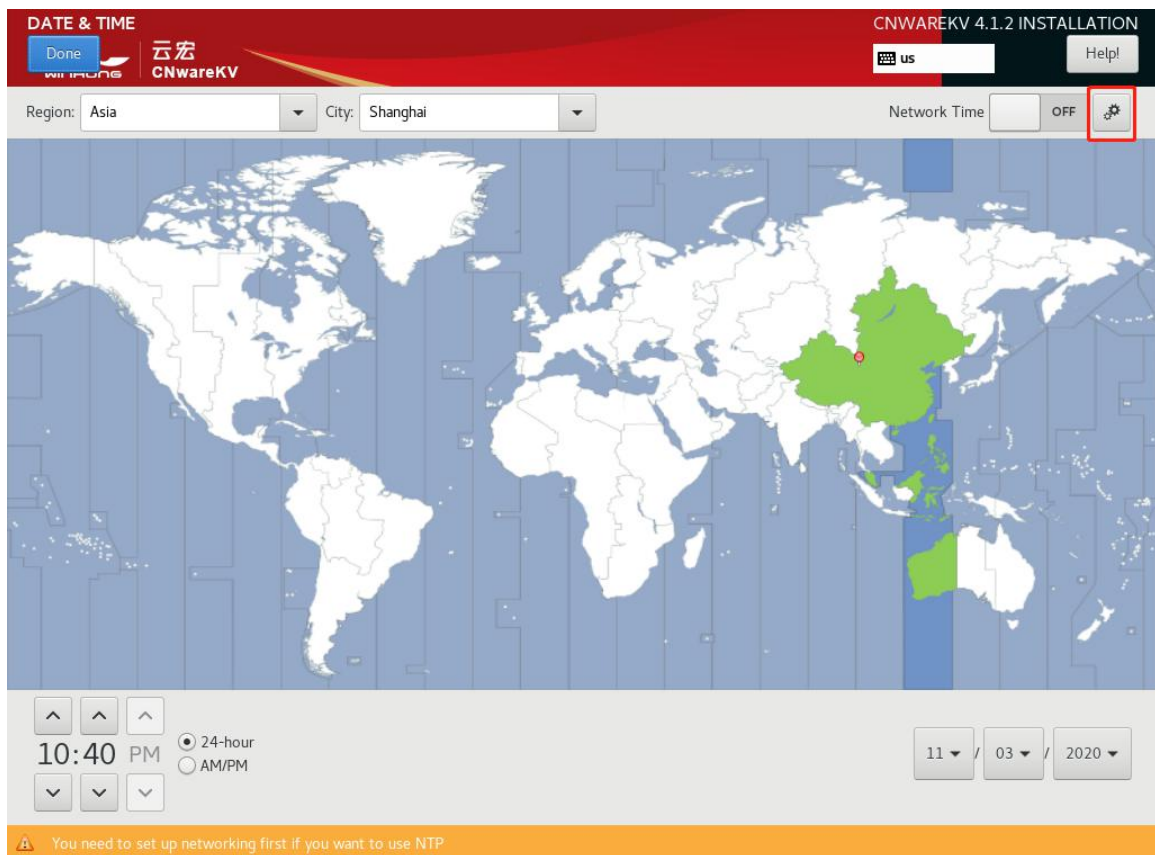 DATE & TIME
CNWAREKV 4.1.2 INSTALLATION
Done
云宏
CNwareKV
us
Help!
Region: Asia
City: Shanghai
Network Time OFF
10:40 PM
24-hour
AM/PM
11 / 03 / 2020
You need to set up networking first if you want to use NTP